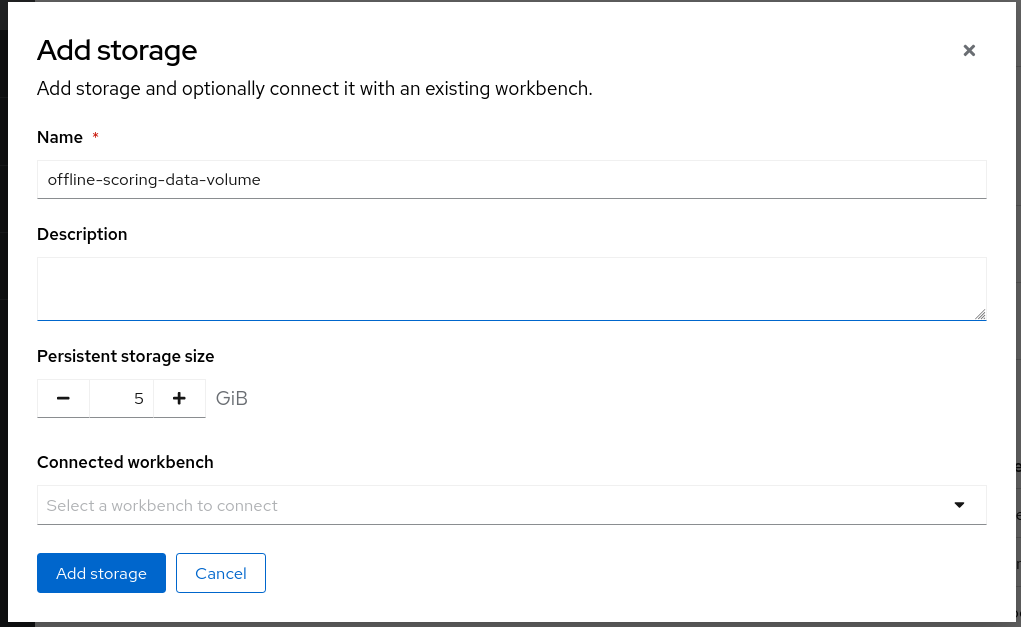 Add storage
Add storage and optionally connect it with an existing workbench.
Name *
offline-scoring-data-volume
Description
Persistent storage size
5 GiB
Connected workbench
Select a workbench to connect
Add storage Cancel